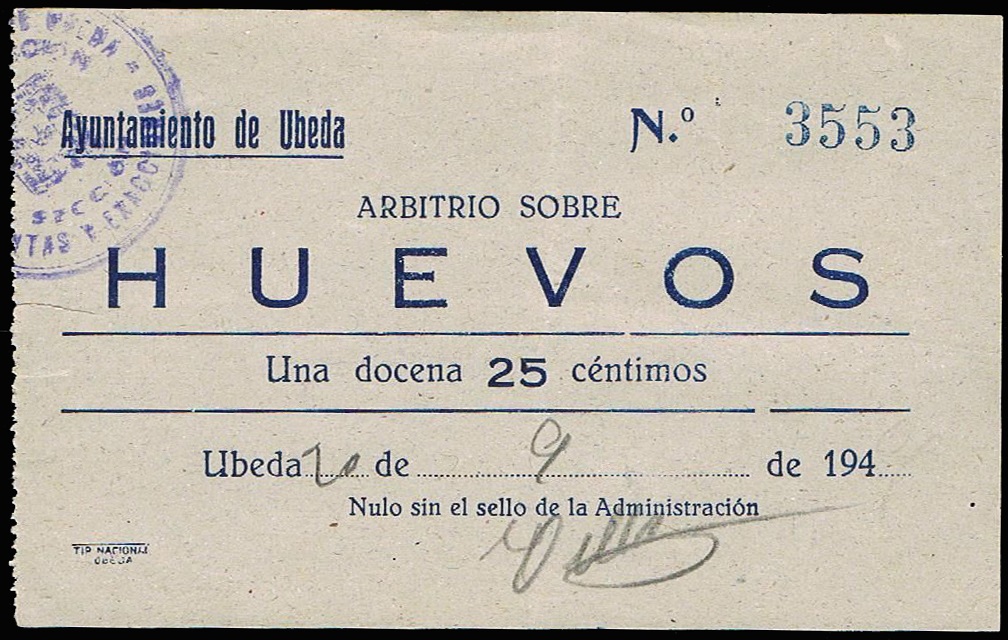 Ayuntamiento de Ubeda
N.º 3553
ARBITRIO SOBRE
HUEVOS
Una docena 25 céntimos
Ubeda 20 de 9 de 194
Nulo sin el sello de la Administración
TIP NACIONAL
UBEDA